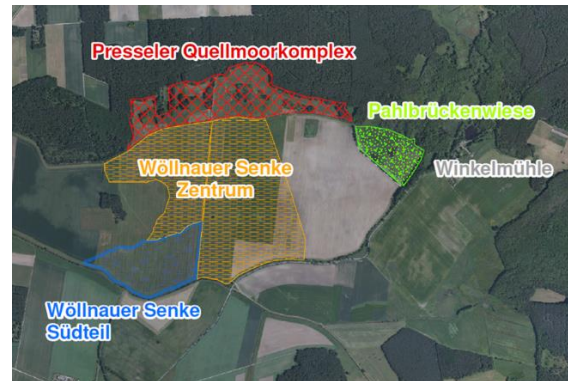 Presseler Quellmoorkomplex
Pahlbrückenwiese
Wöllnauer Senke
Zentrum
Winkelmühle
Wöllnauer Senke
Südteil